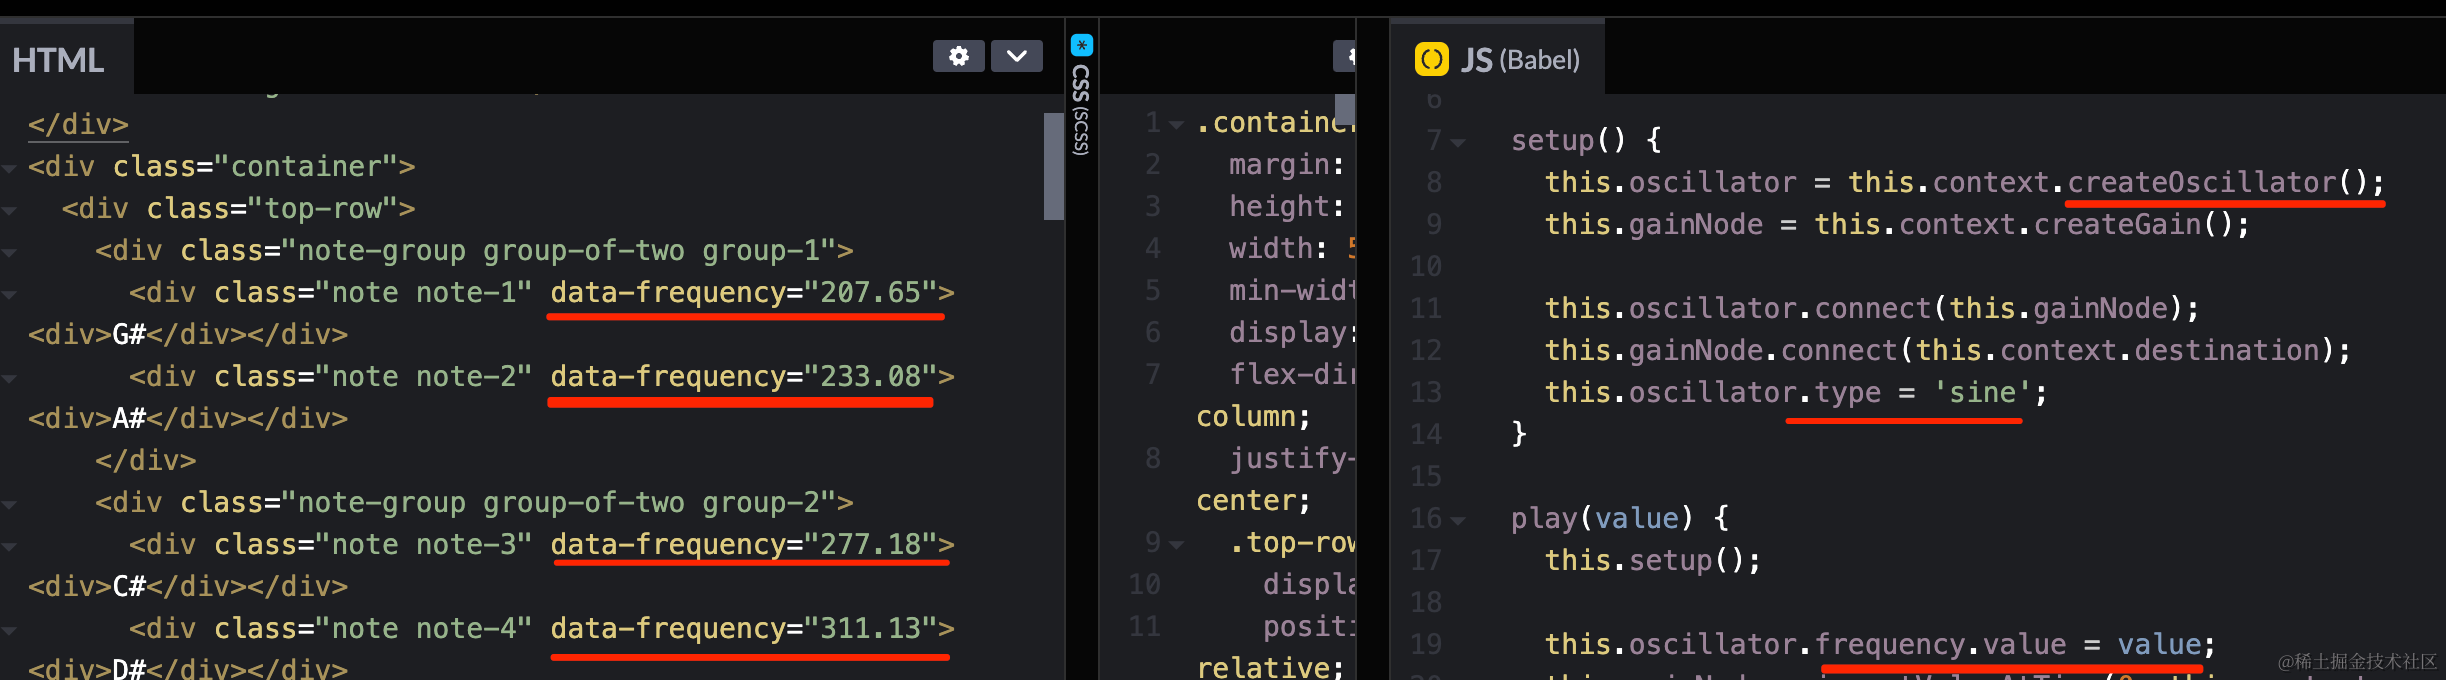 HTML
</div>
<div class="container">
<div class="top-row">
<div class="note-group group-of-two group-1">
<div class="note note-1" data-frequency="207.65">
<div>G#</div></div>
<div class="note note-2" data-frequency="233.08">
<div>A#</div></div>
</div>
<div class="note-group group-of-two group-2">
<div class="note note-3" data-frequency="277.18">
<div>C#</div></div>
<div class="note note-4" data-frequency="311.13">
<div>D#</div></div>
* CSS (SCSS)
1 .container
2 margin:
3 height:
4 width: 5
5 min-widt
6 display:
7 flex-dir
column;
8 justify-
center;
9 .top-row
10 displa
11 positi
relative;
JS (Babel)
6
7 setup() {
8 this.oscillator = this.context.createOscillator();
9 this.gainNode = this.context.createGain();
10
11 this.oscillator.connect(this.gainNode);
12 this.gainNode.connect(this.context.destination);
13 this.oscillator.type = 'sine';
14 }
15
16 play(value) {
17 this.setup();
18
19 this.oscillator.frequency.value = value;
@稀土掘金技术社区